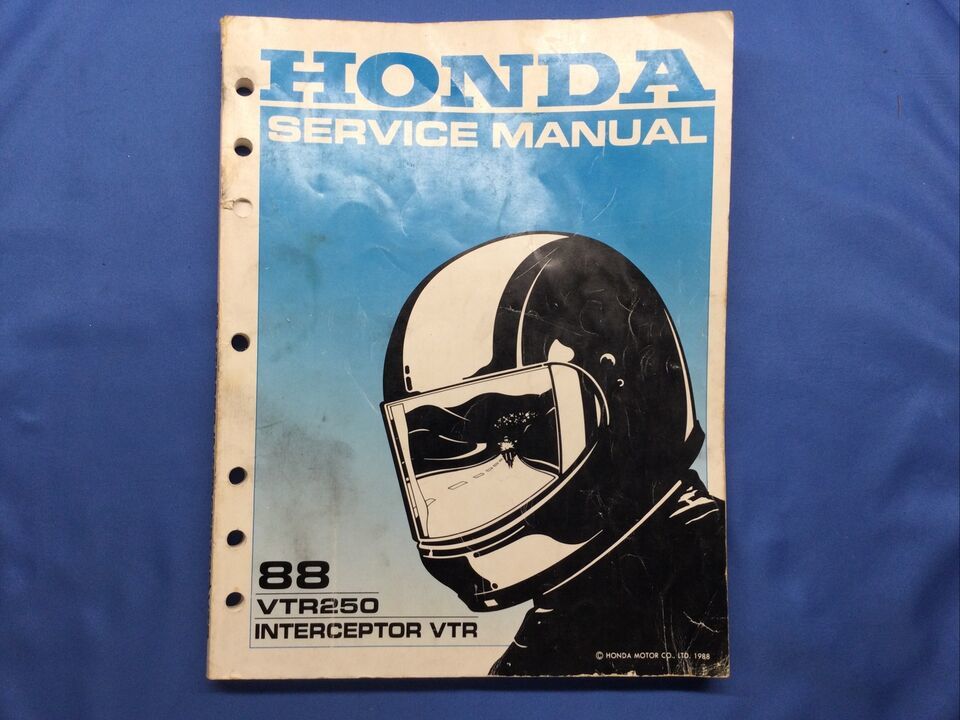 HONDA
SERVICE MANUAL
88
VTR250
INTERCEPTOR VTR
© HONDA MOTOR CO., LTD. 1988